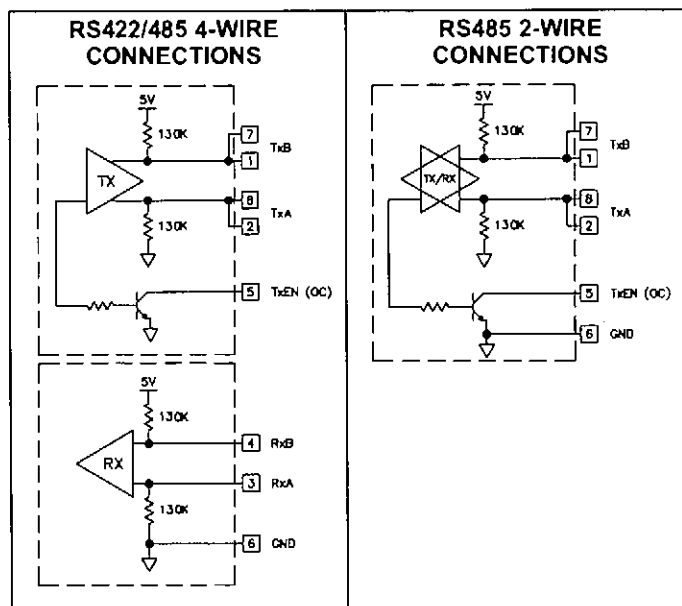 RS422/485 4-WIRE
CONNECTIONS
5V
130K
7
TxB
1
TX
8
TxA
130K
2
5
TxEN (OC)
5V
130K
4
RxB
RX
3
RxA
130K
6
GND
RS485 2-WIRE
CONNECTIONS
5V
130K
7
TxB
1
TX/RX
8
TxA
130K
2
5
TxEN (OC)
6
GND